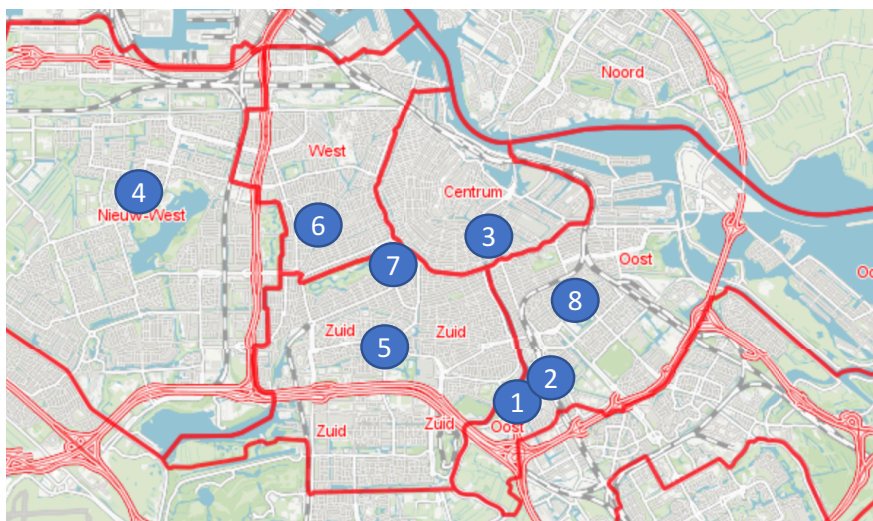 Noord
West
Centrum
4
Nieuw-West
6
3
7
Oost
Oo
8
Zuid
Zuid
5
2
1
Oost
Zuid
Zuid